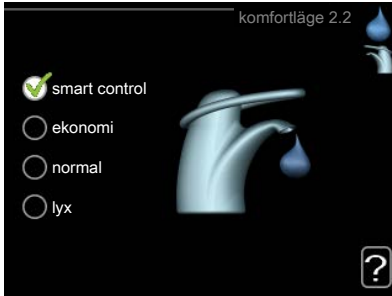 komfortläge 2.2
smart control
ekonomi
normal
lyx
?